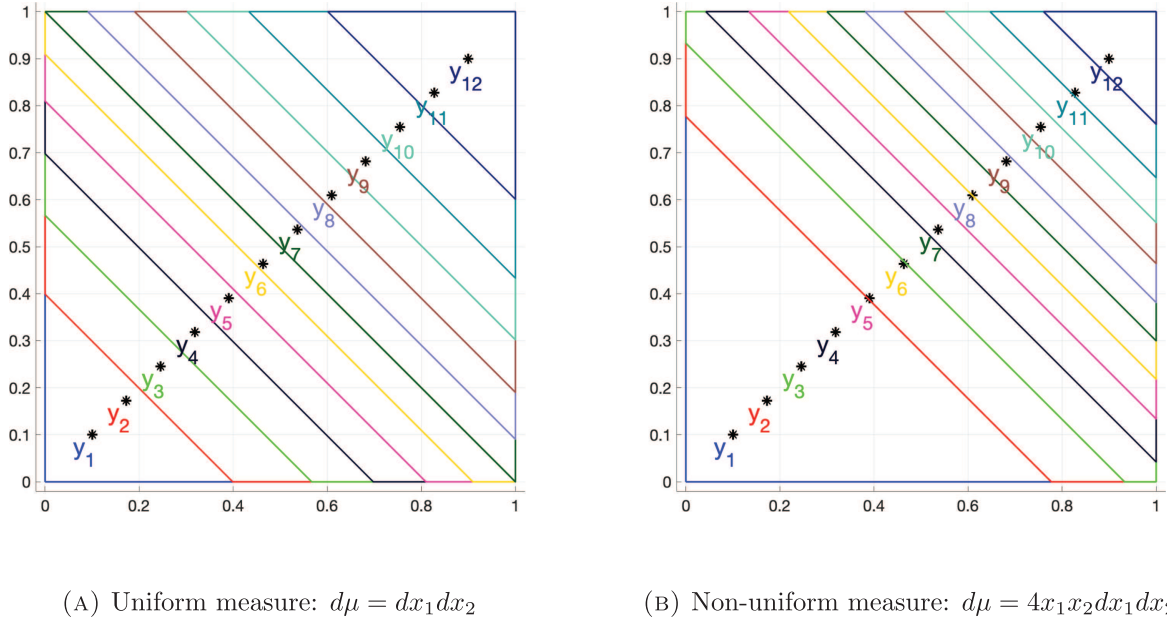 1
0.9
0.8
0.7
0.6
0.5
0.4
0.3
0.2
0.1
0
0 0.2 0.4 0.6 0.8 1
y12
y11
y10
y9
y8
y7
y6
y5
y4
y3
y2
y1
1
0.9
0.8
0.7
0.6
0.5
0.4
0.3
0.2
0.1
0
0 0.2 0.4 0.6 0.8 1
y12
y11
y10
y9
y8
y7
y6
y5
y4
y3
y2
y1
(A) Uniform measure: dμ = dx₁dx₂
(B) Non-uniform measure: dμ = 4x₁x₂dx₁dx₂